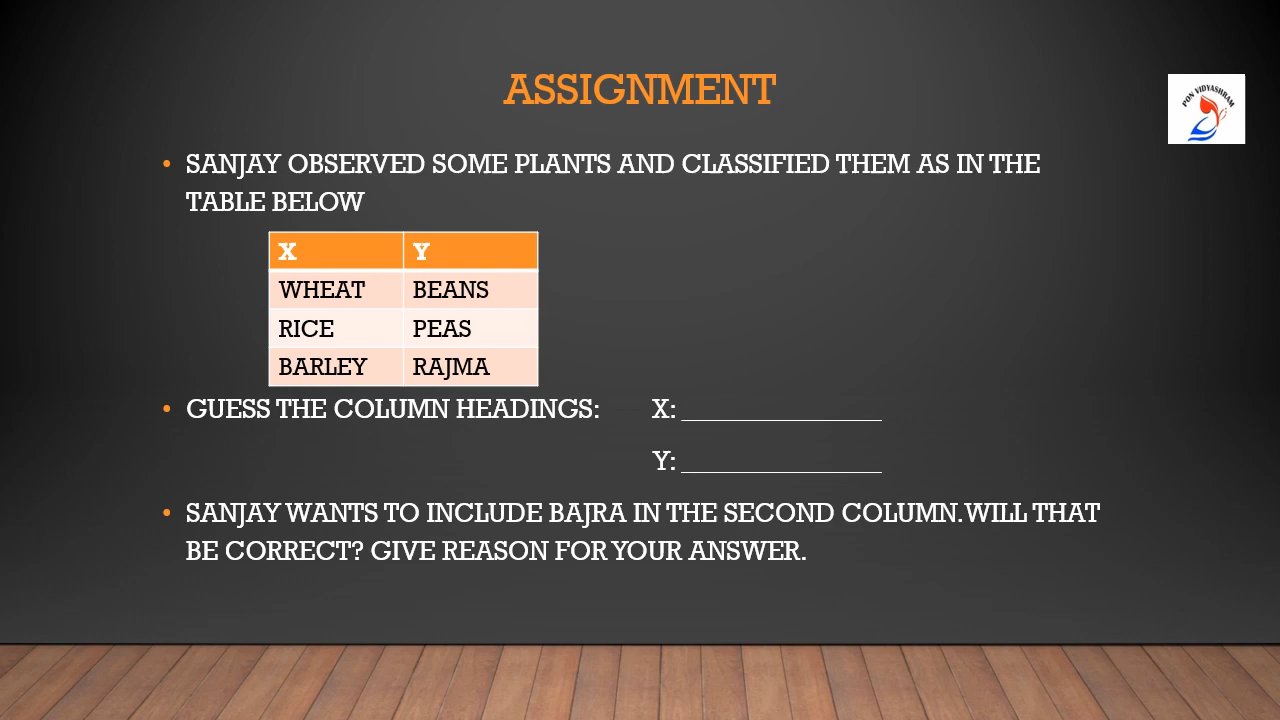 ASSIGNMENT
PON VIDYASHRAM
• SANJAY OBSERVED SOME PLANTS AND CLASSIFIED THEM AS IN THE
TABLE BELOW
X Y
WHEAT BEANS
RICE PEAS
BARLEY RAJMA
• GUESS THE COLUMN HEADINGS: X: _______________
Y: _______________
• SANJAY WANTS TO INCLUDE BAJRA IN THE SECOND COLUMN. WILL THAT
BE CORRECT? GIVE REASON FOR YOUR ANSWER.